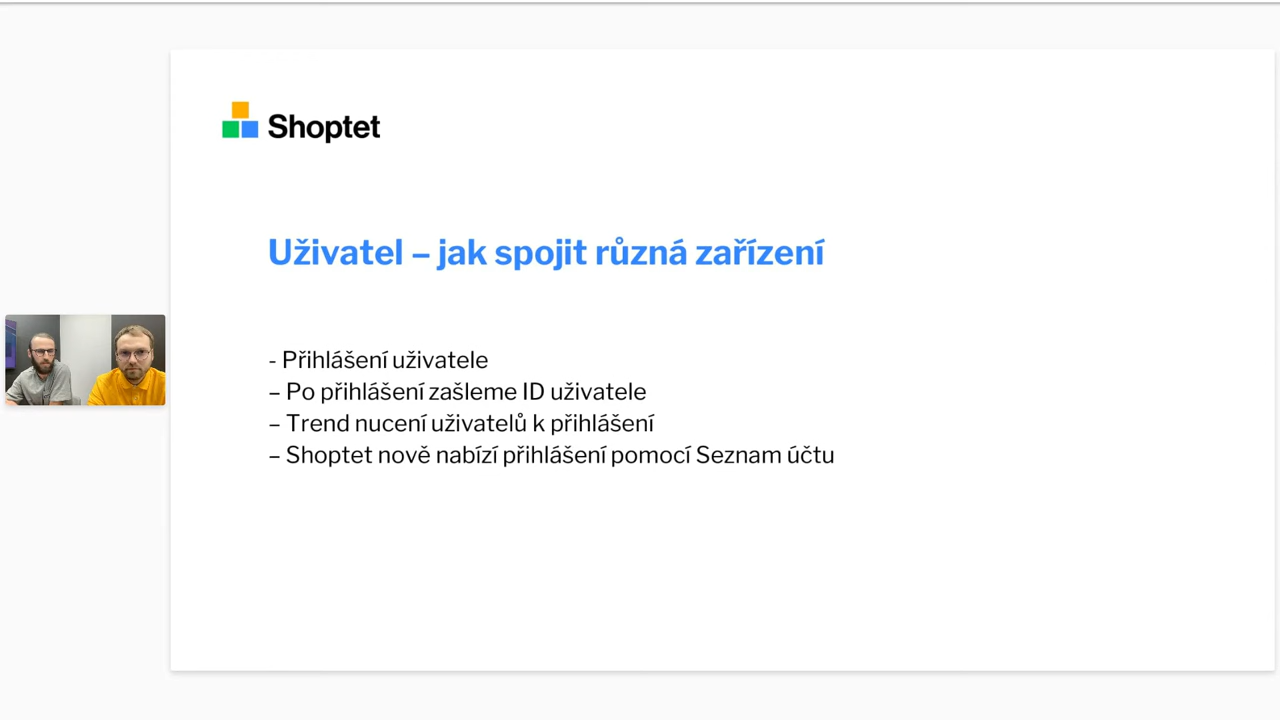 Shoptet
Uživatel – jak spojit různá zařízení
- Přihlášení uživatele
– Po přihlášení zašleme ID uživatele
– Trend nucení uživatelů k přihlášení
– Shoptet nově nabízí přihlášení pomocí Seznam účtu